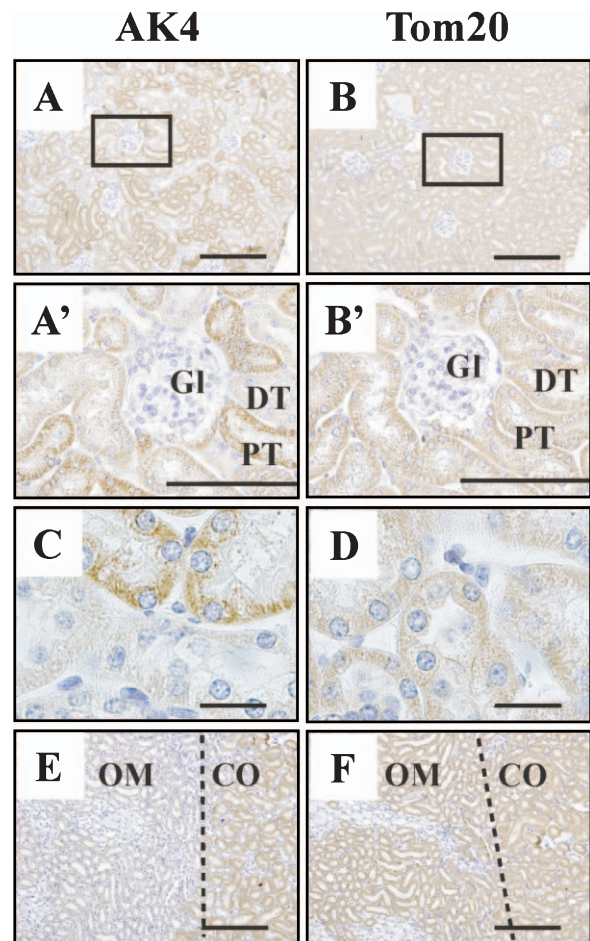 AK4 Tom20
A B
A’ B’
Gl Gl
DT DT
PT PT
C D
E OM CO F OM CO